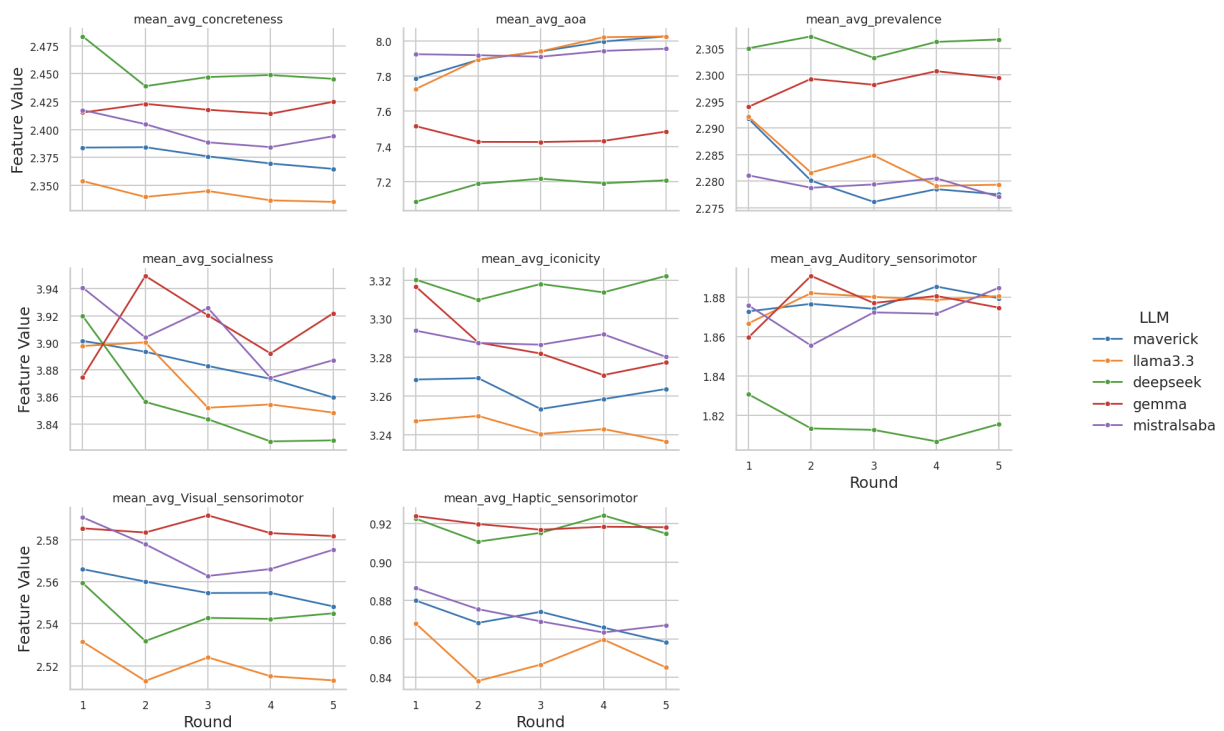 mean_avg_concreteness
mean_avg_aoa
mean_avg_prevalence
Feature Value
2.475
2.450
2.425
2.400
2.375
2.350
8.0
7.8
7.6
7.4
7.2
2.305
2.300
2.295
2.290
2.285
2.280
2.275
mean_avg_socialness
mean_avg_iconicity
mean_avg_Auditory_sensorimotor
Feature Value
3.94
3.92
3.90
3.88
3.86
3.84
3.32
3.30
3.28
3.26
3.24
1.88
1.86
1.84
1.82
1 2 3 4 5
Round
LLM
maverick
llama3.3
deepseek
gemma
mistralsaba
mean_avg_Visual_sensorimotor
mean_avg_Haptic_sensorimotor
Feature Value
2.58
2.56
2.54
2.52
0.92
0.90
0.88
0.86
0.84
1 2 3 4 5
1 2 3 4 5
Round
Round